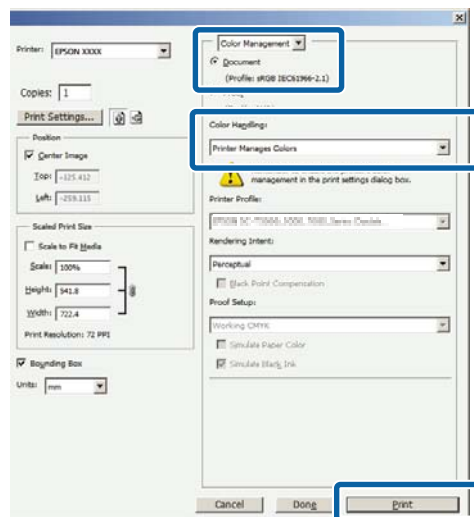 Printer: EPSON XXXX
Copies: 1
Print Settings...
Position
Center Image
Top: -125.412
Left: -259.115
Scaled Print Size
Scale to Fit Media
Scale: 100%
Height: 541.8
Width: 722.4
Print Resolution: 72 PPI
Bounding Box
Units: mm
Color Management
Document
(Profile: sRGB IEC61966-2.1)
Color Handling:
Printer Manages Colors
management in the print settings dialog box.
Printer Profile:
Rendering Intent:
Perceptual
Black Point Compensation
Proof Setup:
Working CMYK
Simulate Paper Color
Simulate Black Ink
Cancel
Done
Print